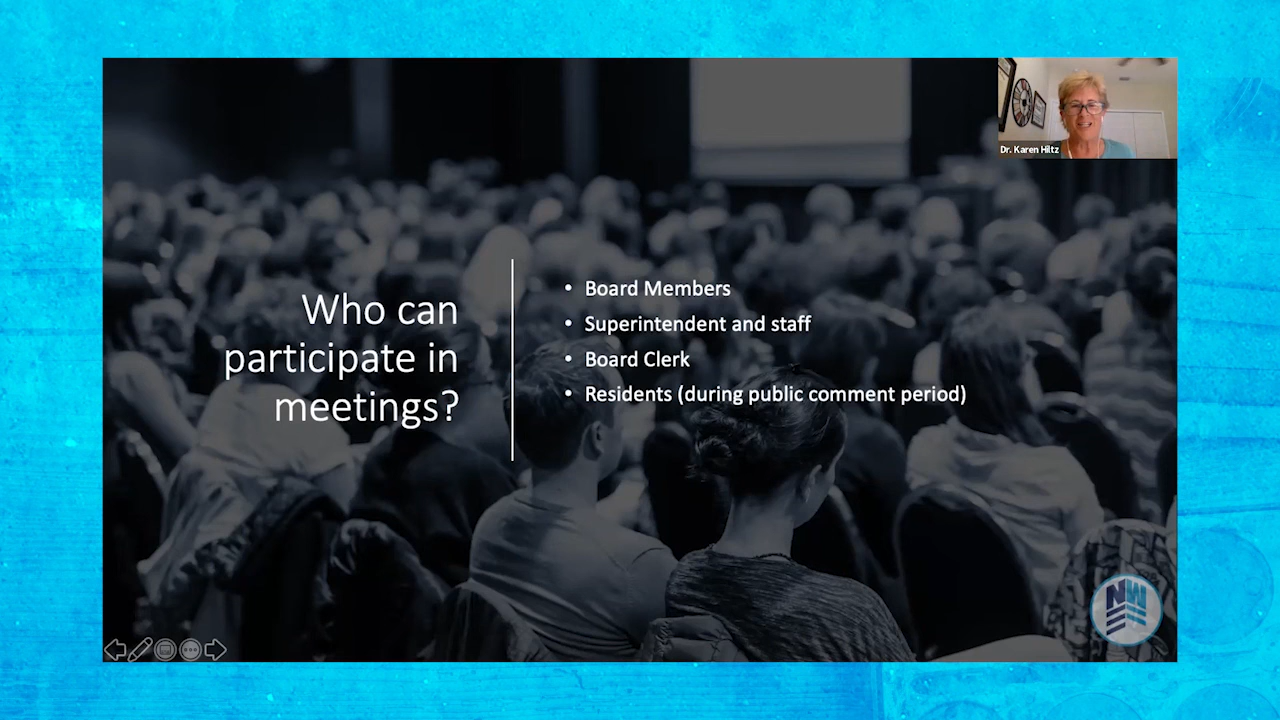 Dr. Karen Hiltz
Who can
participate in
meetings?
• Board Members
• Superintendent and staff
• Board Clerk
• Residents (during public comment period)
NW